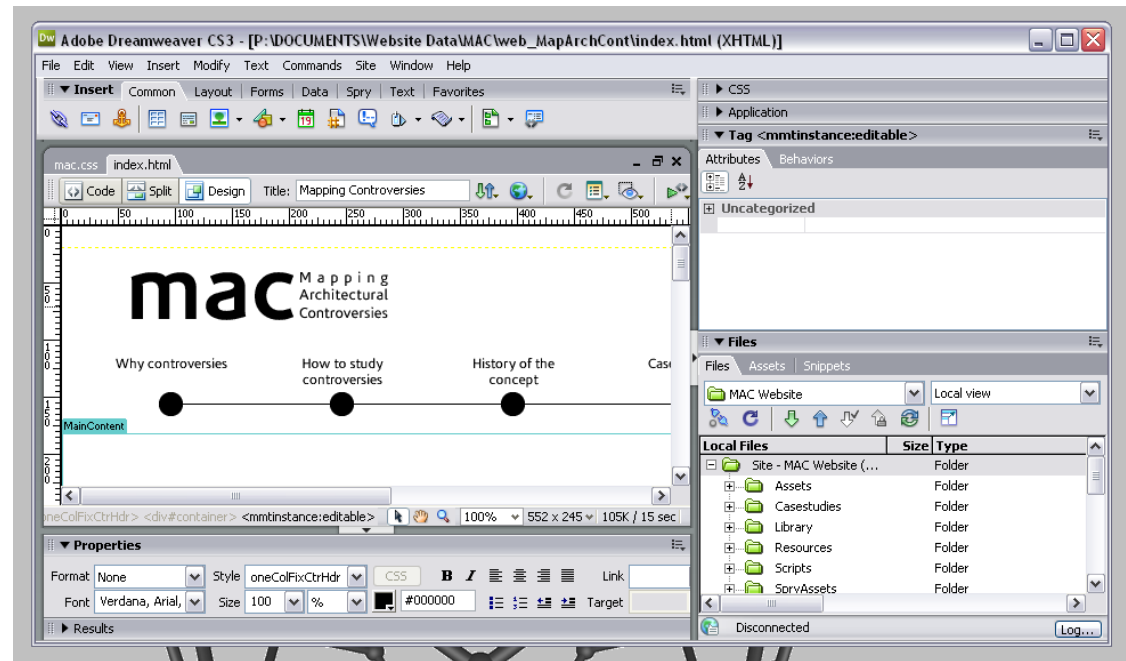 Dw Adobe Dreamweaver CS3 - [P:\DOCUMENTS\Website Data\MAC\web_MapArchCont\index.html (XHTML)]
File Edit View Insert Modify Text Commands Site Window Help
Insert Common Layout Forms Data Spry Text Favorites
CSS
Application
Tag <mmtinstance:editable>
Attributes Behaviors
Uncategorized
mac.css index.html
Code Split Design Title: Mapping Controversies
0 50 100 150 200 250 300 350 400 450 500
mac
Mapping
Architectural
Controversies
Why controversies
How to study
controversies
History of the
concept
Case
MainContent
oneColFixCtrHdr> <div#container> <mmtinstance:editable> 100% 552 x 245 105K / 15 sec
Properties
Format None Style oneColFixCtrHdr CSS B I Link
Font Verdana, Arial, Size 100 % #000000 Target
Results
Files
Files Assets Snippets
MAC Website Local view
Local Files Size Type
Site - MAC Website (... Folder
Assets Folder
Casestudies Folder
Library Folder
Resources Folder
Scripts Folder
SpryAssets Folder
Disconnected Log...